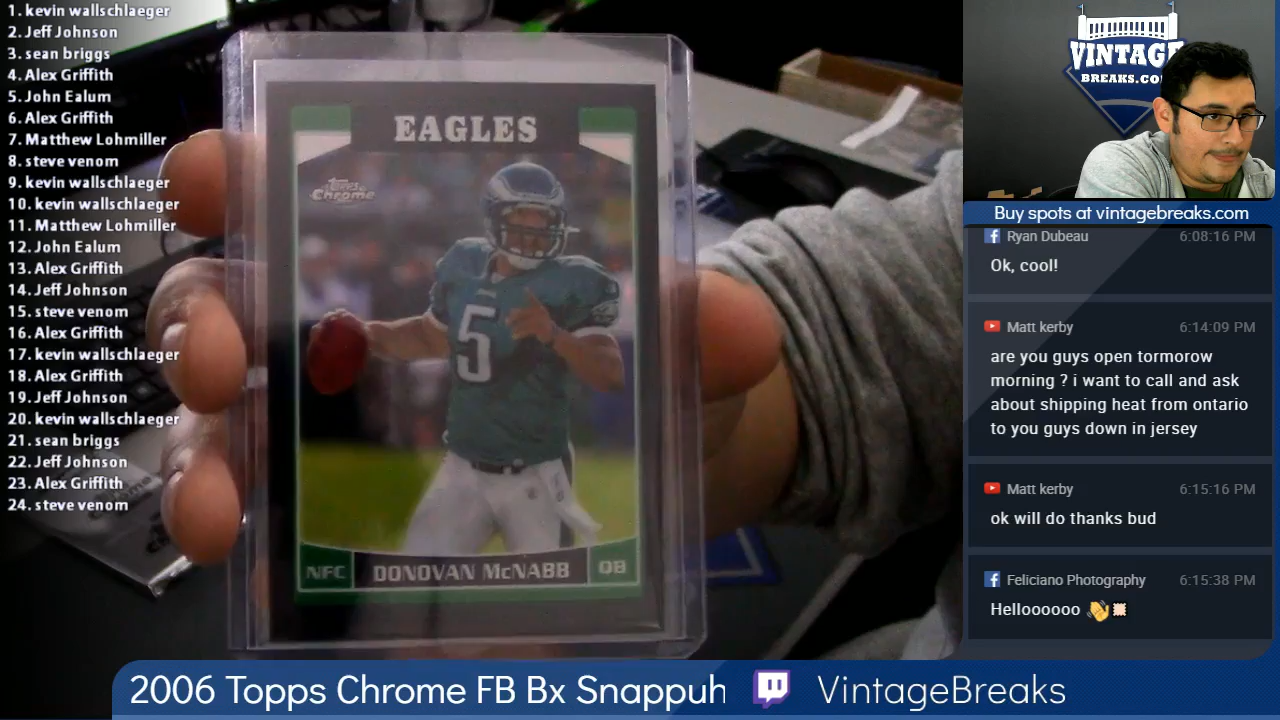 1. kevin wallschlaeger
2. Jeff Johnson
3. sean briggs
4. Alex Griffith
5. John Ealum
6. Alex Griffith
7. Matthew Lohmiller
8. steve venom
9. kevin wallschlaeger
10. kevin wallschlaeger
11. Matthew Lohmiller
12. John Ealum
13. Alex Griffith
14. Jeff Johnson
15. steve venom
16. Alex Griffith
17. kevin wallschlaeger
18. Alex Griffith
19. Jeff Johnson
20. kevin wallschlaeger
21. sean briggs
22. Jeff Johnson
23. Alex Griffith
24. steve venom
EAGLES
Topps
Chrome
5
NFC DONOVAN McNABB QB
VINTAGE
BREAKS.CO
Buy spots at vintagebreaks.com
Ryan Dubeau 6:08:16 PM
Ok, cool!
Matt kerby 6:14:09 PM
are you guys open tormorow
morning ? i want to call and ask
about shipping heat from ontario
to you guys down in jersey
Matt kerby 6:15:16 PM
ok will do thanks bud
Feliciano Photography 6:15:38 PM
Helloooooo 👋
2006 Topps Chrome FB Bx Snappuh
VintageBreaks